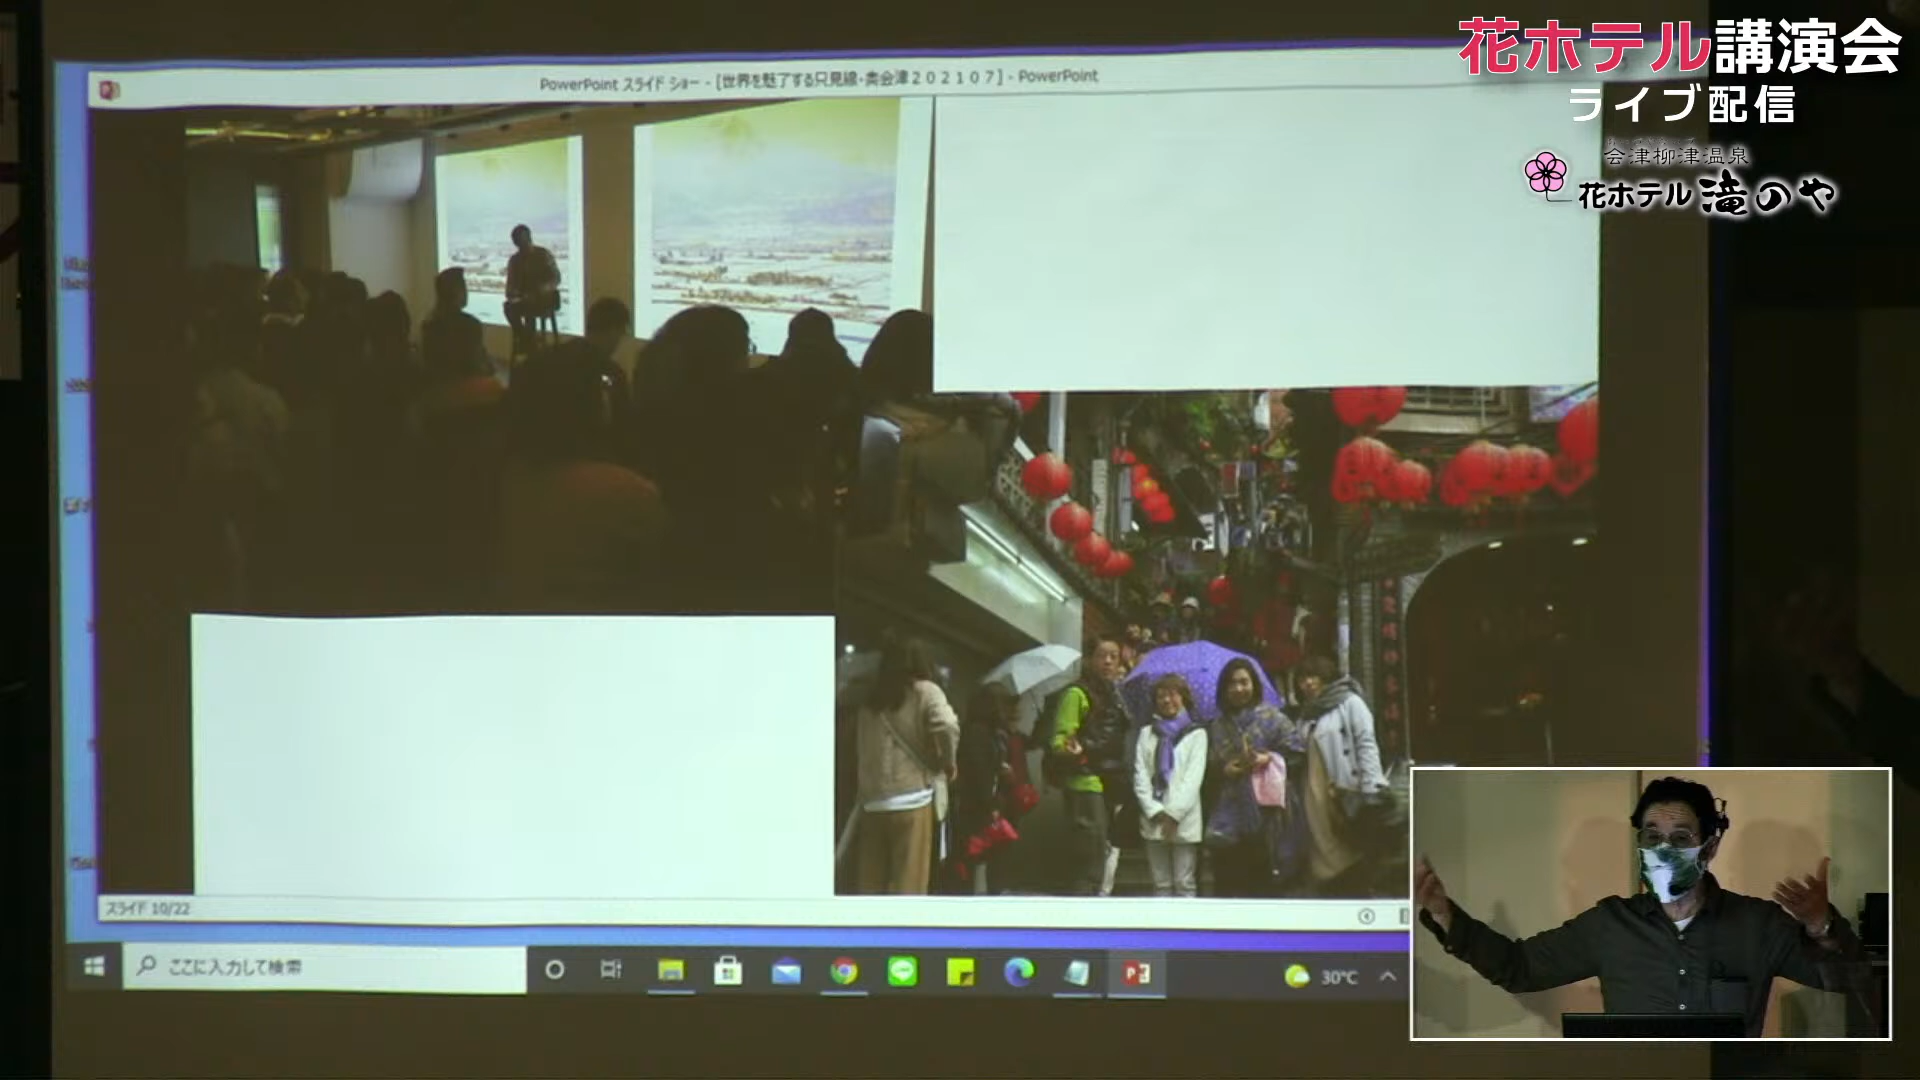 花ホテル講演会
ライブ配信
会津柳津温泉
花ホテル 滝のや
PowerPoint スライド ショー - [世界を魅了する只見線-奥会津２０２１０７] - PowerPoint
スライド 10/22
ここに入力して検索
30°C